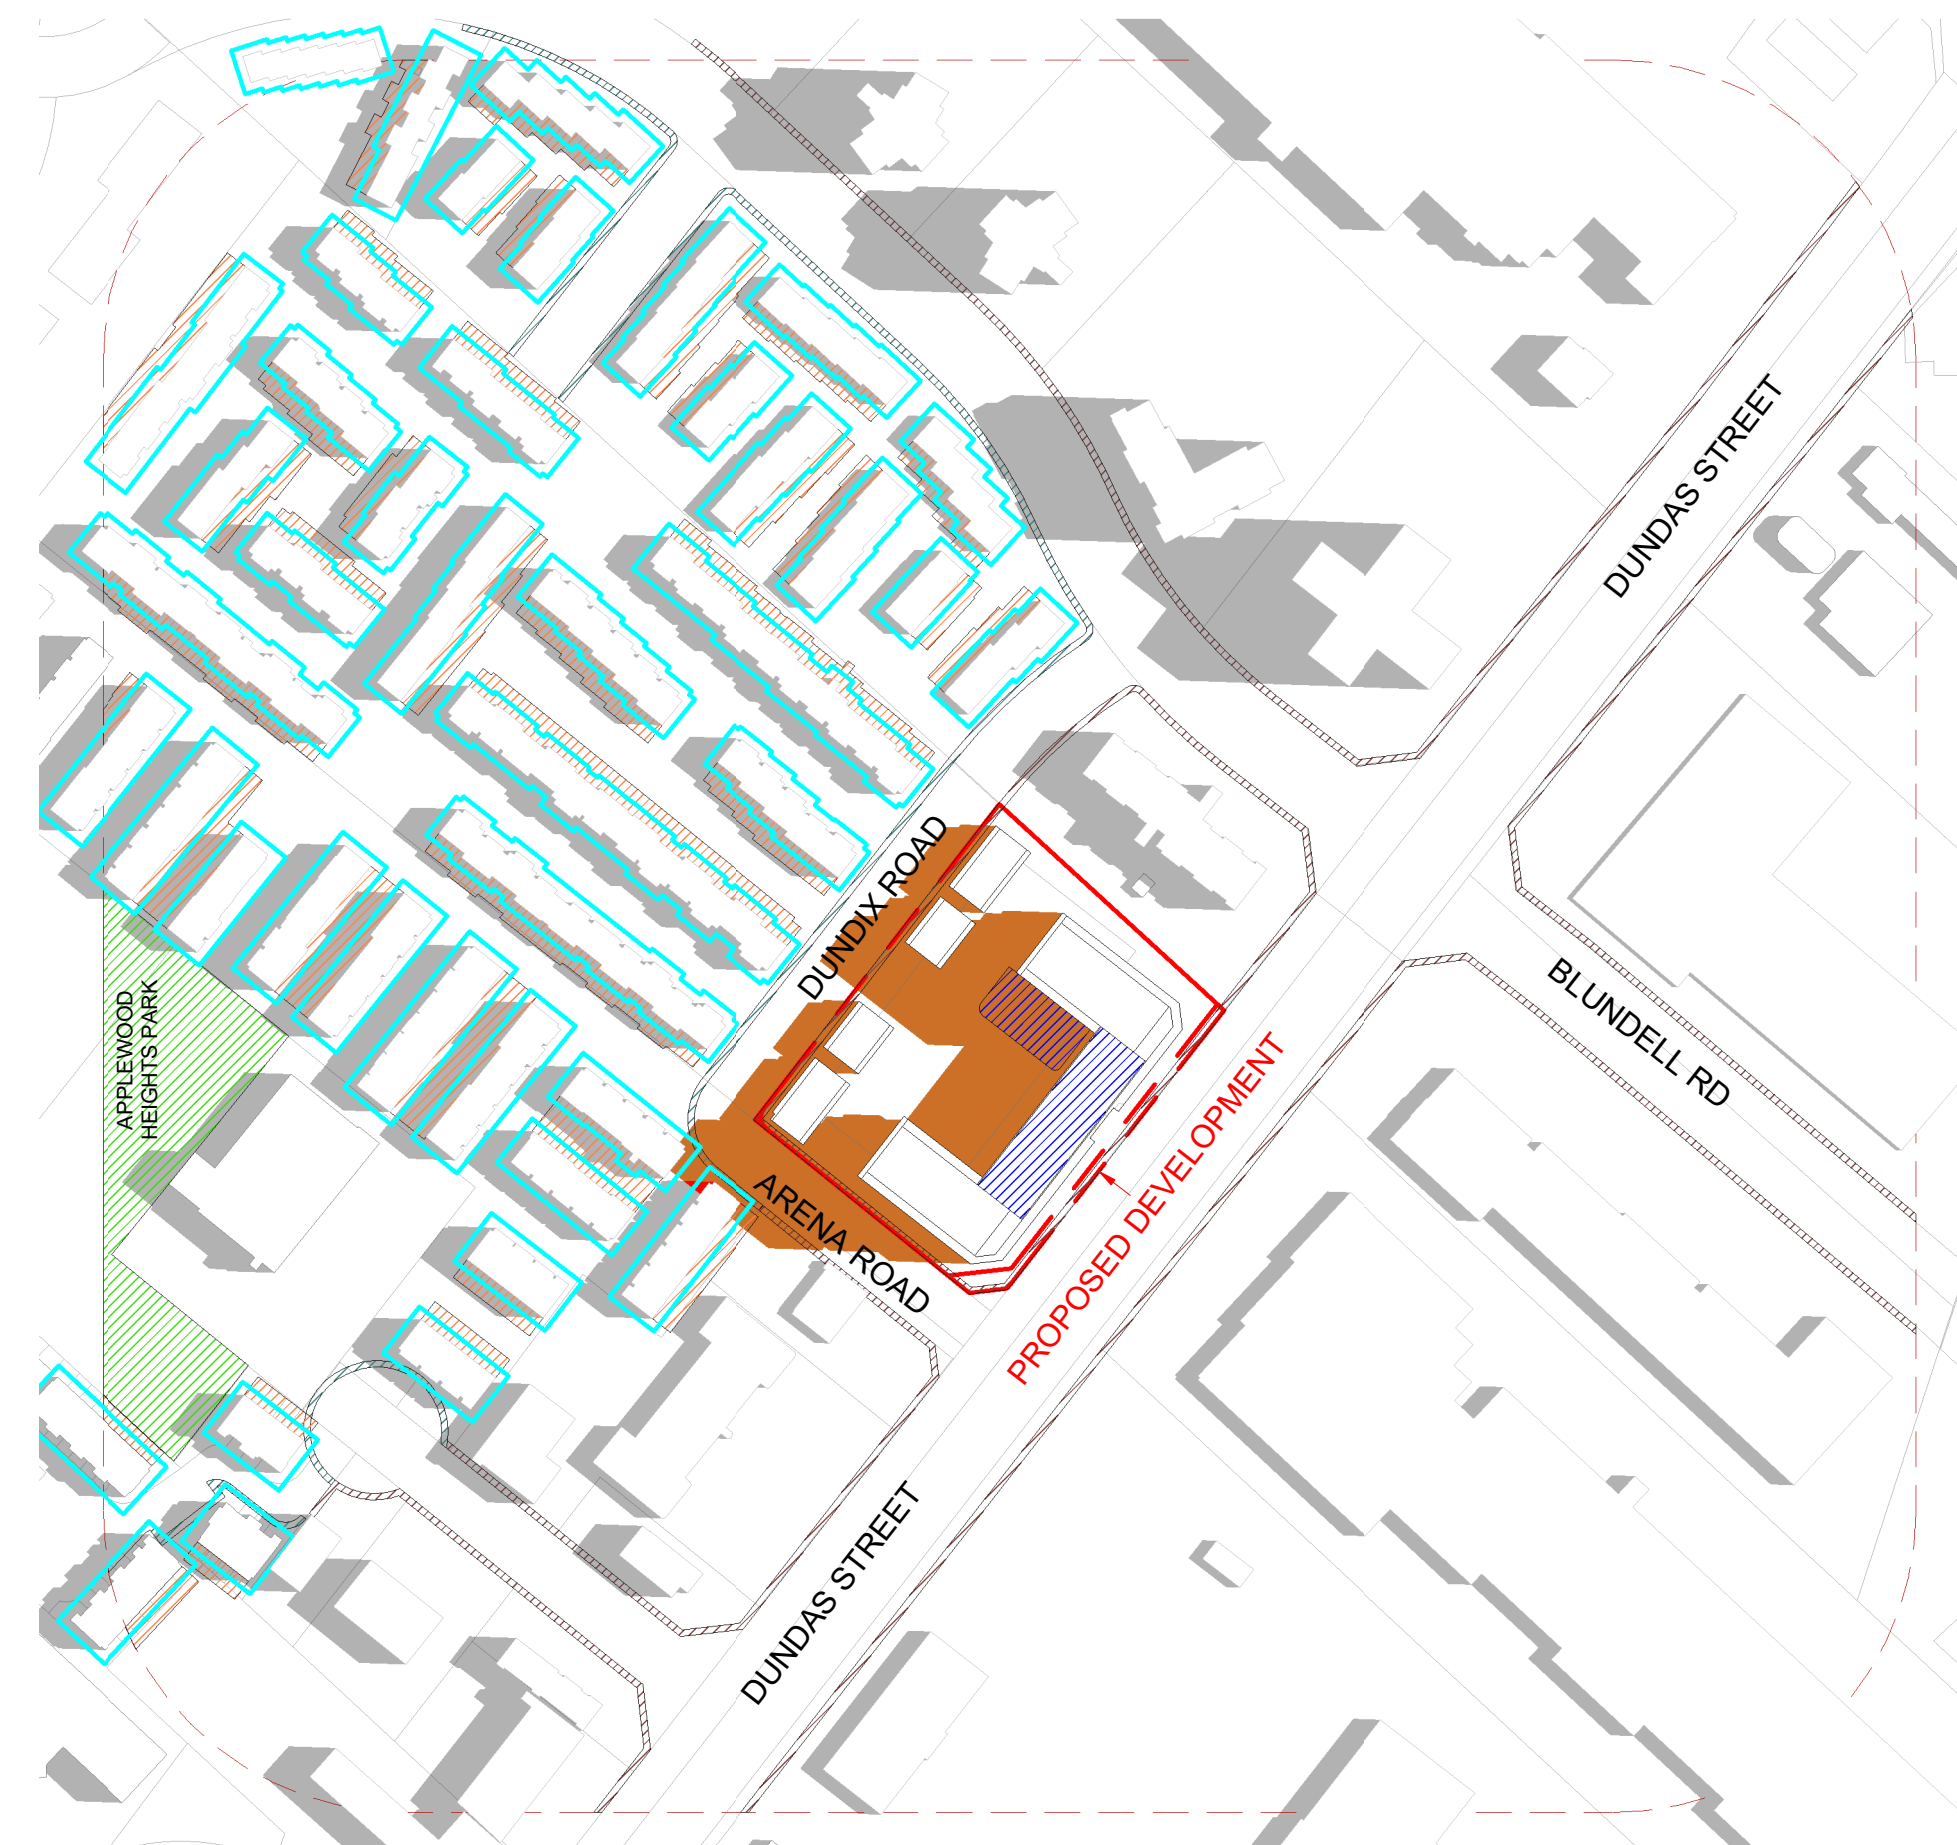 DUNDAS STREET
DUNDIX ROAD
BLUNDELL RD
APPLEWOOD
HEIGHTS PARK
ARENA ROAD
PROPOSED DEVELOPMENT
DUNDAS STREET